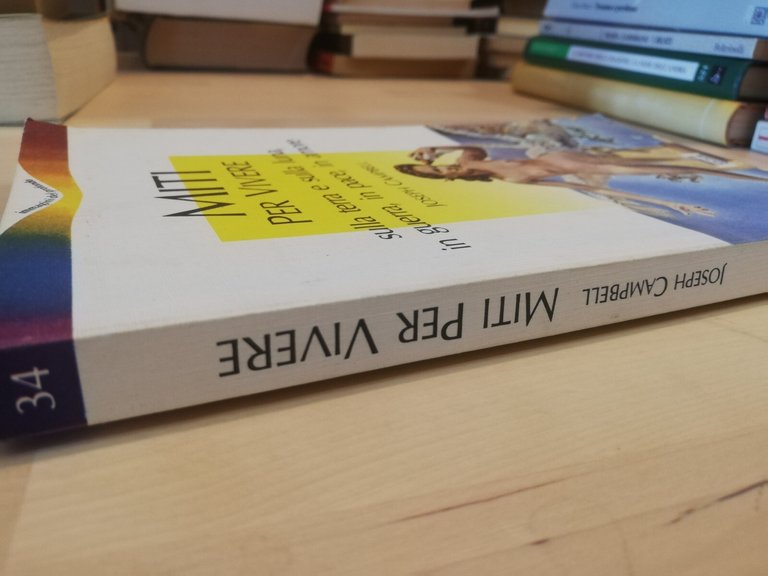 MITI
PER VIVERE
sulla terra e sulla luna
in guerra, in pace, in amore
JOSEPH CAMPBELL
JOSEPH CAMPBELL MITI PER VIVERE
34
Feltrinelli